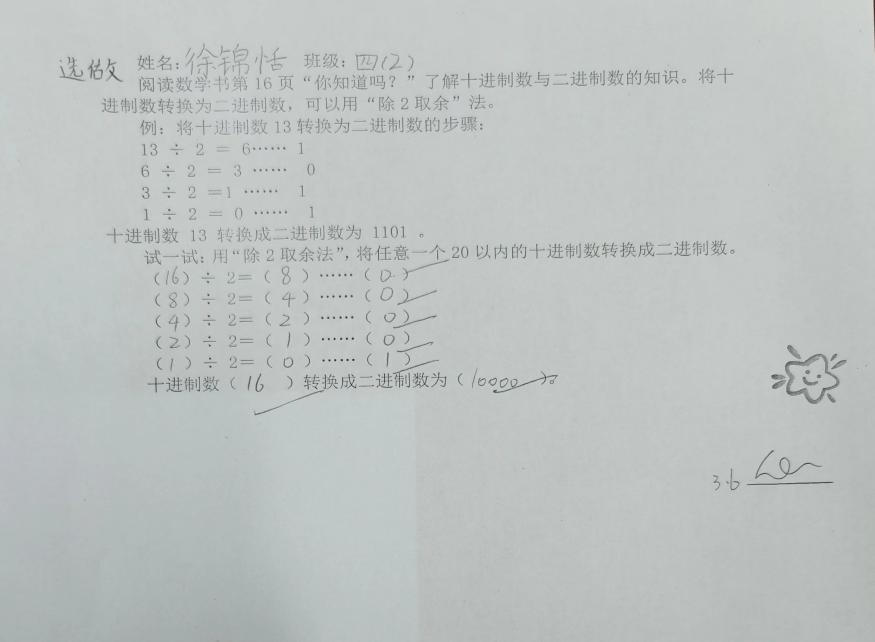 选做 姓名:徐锦恬 班级:四(2)
阅读数学书第 16 页“你知道吗？”了解十进制数与二进制数的知识。将十
进制数转换为二进制数，可以用“除 2 取余”法。
例：将十进制数 13 转换为二进制数的步骤：
13 ÷ 2 = 6…… 1
6 ÷ 2 = 3 …… 0
3 ÷ 2 =1 …… 1
1 ÷ 2 = 0 …… 1
十进制数 13 转换成二进制数为 1101 。
试一试：用“除 2 取余法”，将任意一个 20 以内的十进制数转换成二进制数。
(16) ÷ 2=( 8 )……( 0 )
( 8 ) ÷ 2=( 4 )……( 0 )
( 4 ) ÷ 2=( 2 )……( 0 )
( 2 ) ÷ 2=( 1 )……( 0 )
( 1 ) ÷ 2=( 0 )……( 1 )
十进制数( 16 )转换成二进制数为(10000)。
3.6